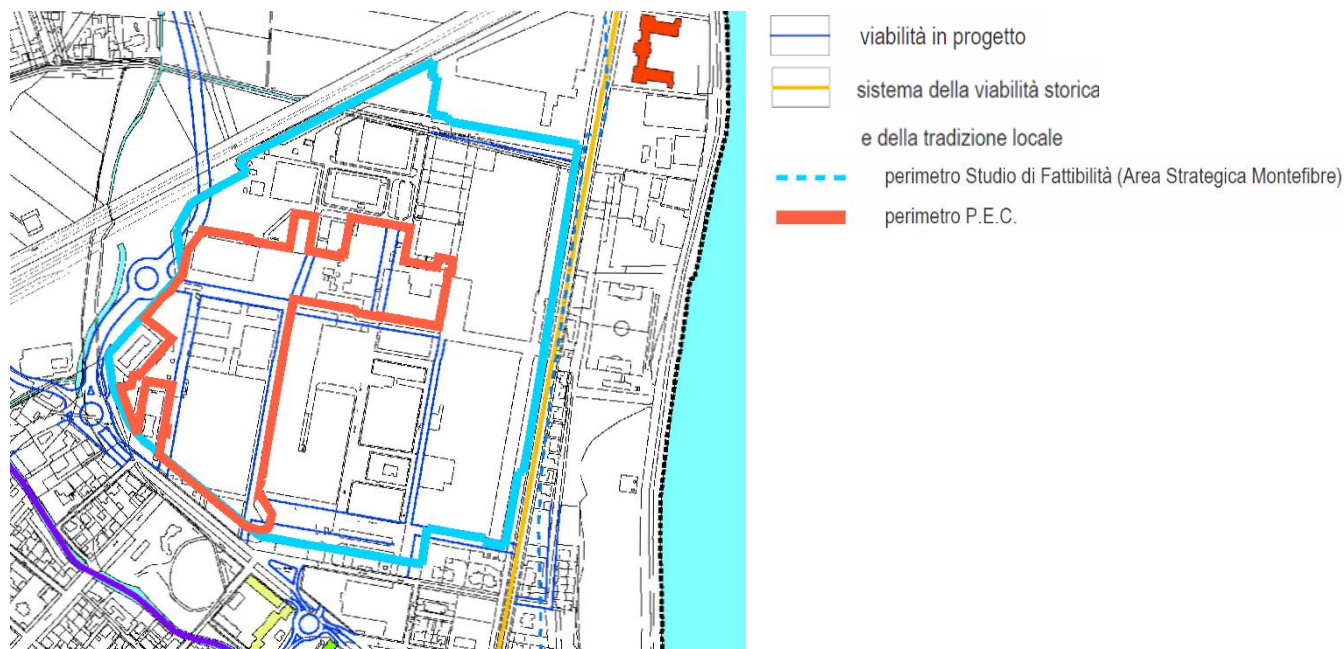 viabilità in progetto
sistema della viabilità storica
e della tradizione locale
perimetro Studio di Fattibilità (Area Strategica Montefibre)
perimetro P.E.C.